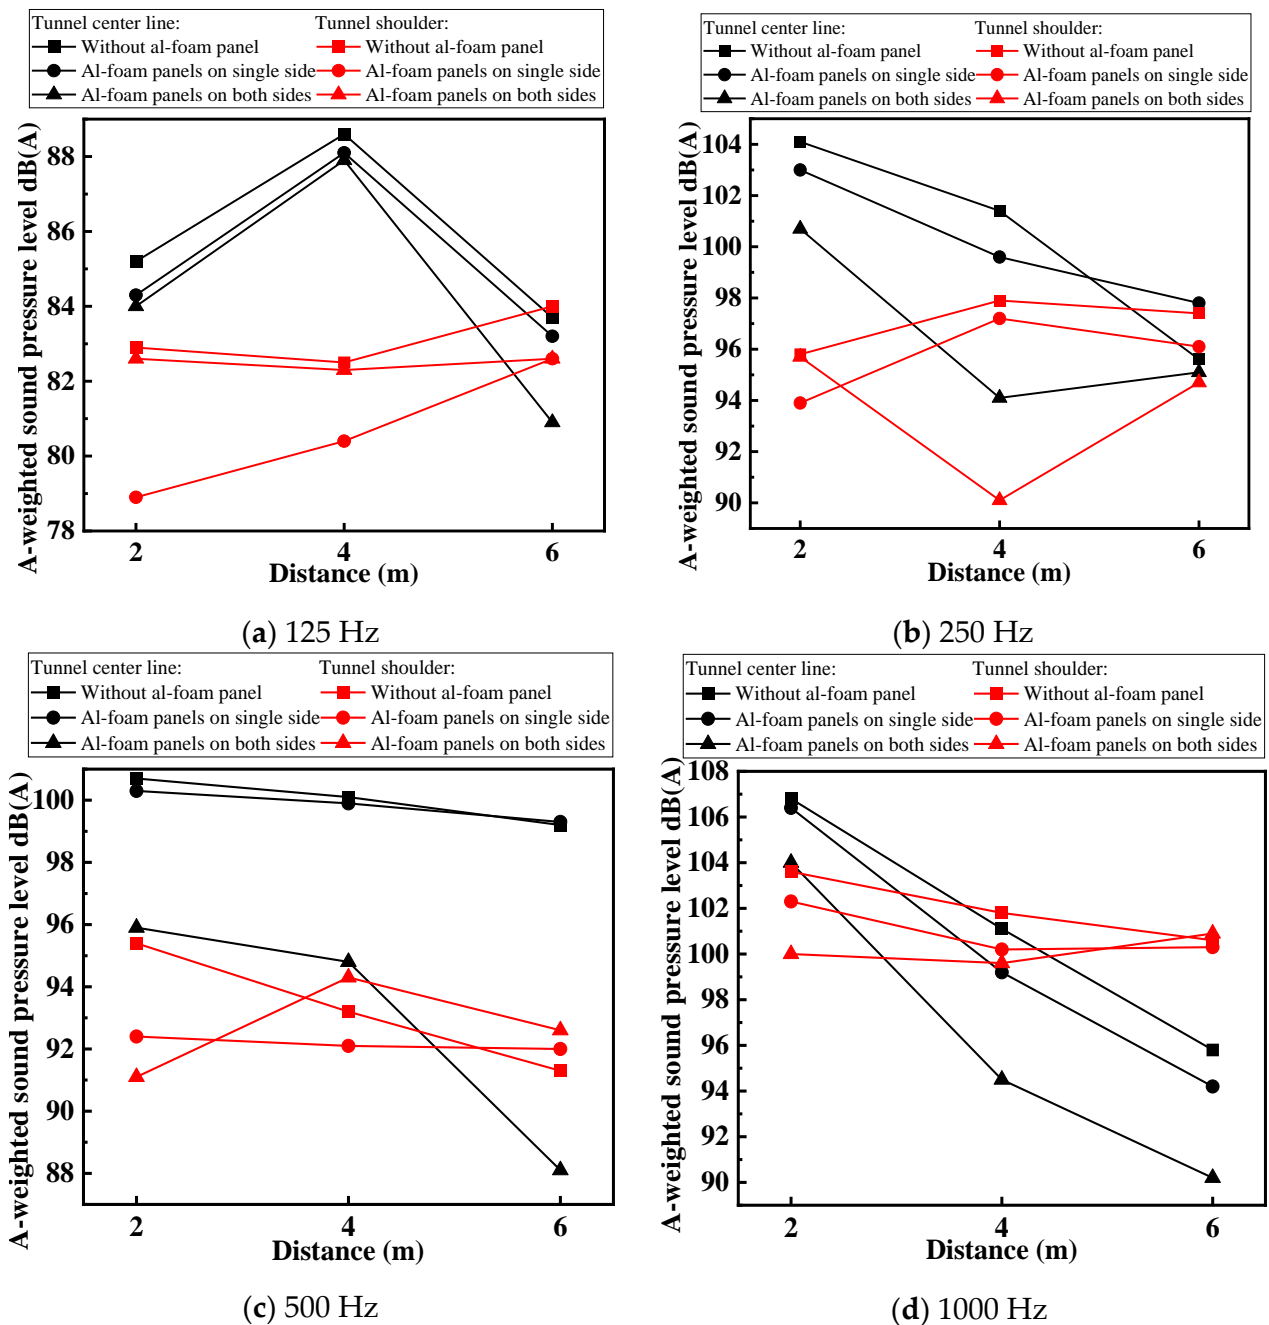 Tunnel center line: Tunnel shoulder:
Without al-foam panel Without al-foam panel
Al-foam panels on single side Al-foam panels on single side
Al-foam panels on both sides Al-foam panels on both sides
A-weighted sound pressure level dB(A)
88
86
84
82
80
78
2 4 6
Distance (m)
(a) 125 Hz
Tunnel center line: Tunnel shoulder:
Without al-foam panel Without al-foam panel
Al-foam panels on single side Al-foam panels on single side
Al-foam panels on both sides Al-foam panels on both sides
A-weighted sound pressure level dB(A)
104
102
100
98
96
94
92
90
2 4 6
Distance (m)
(b) 250 Hz
Tunnel center line: Tunnel shoulder:
Without al-foam panel Without al-foam panel
Al-foam panels on single side Al-foam panels on single side
Al-foam panels on both sides Al-foam panels on both sides
A-weighted sound pressure level dB(A)
100
98
96
94
92
90
88
2 4 6
Distance (m)
(c) 500 Hz
Tunnel center line: Tunnel shoulder:
Without al-foam panel Without al-foam panel
Al-foam panels on single side Al-foam panels on single side
Al-foam panels on both sides Al-foam panels on both sides
A-weighted sound pressure level dB(A)
108
106
104
102
100
98
96
94
92
90
2 4 6
Distance (m)
(d) 1000 Hz